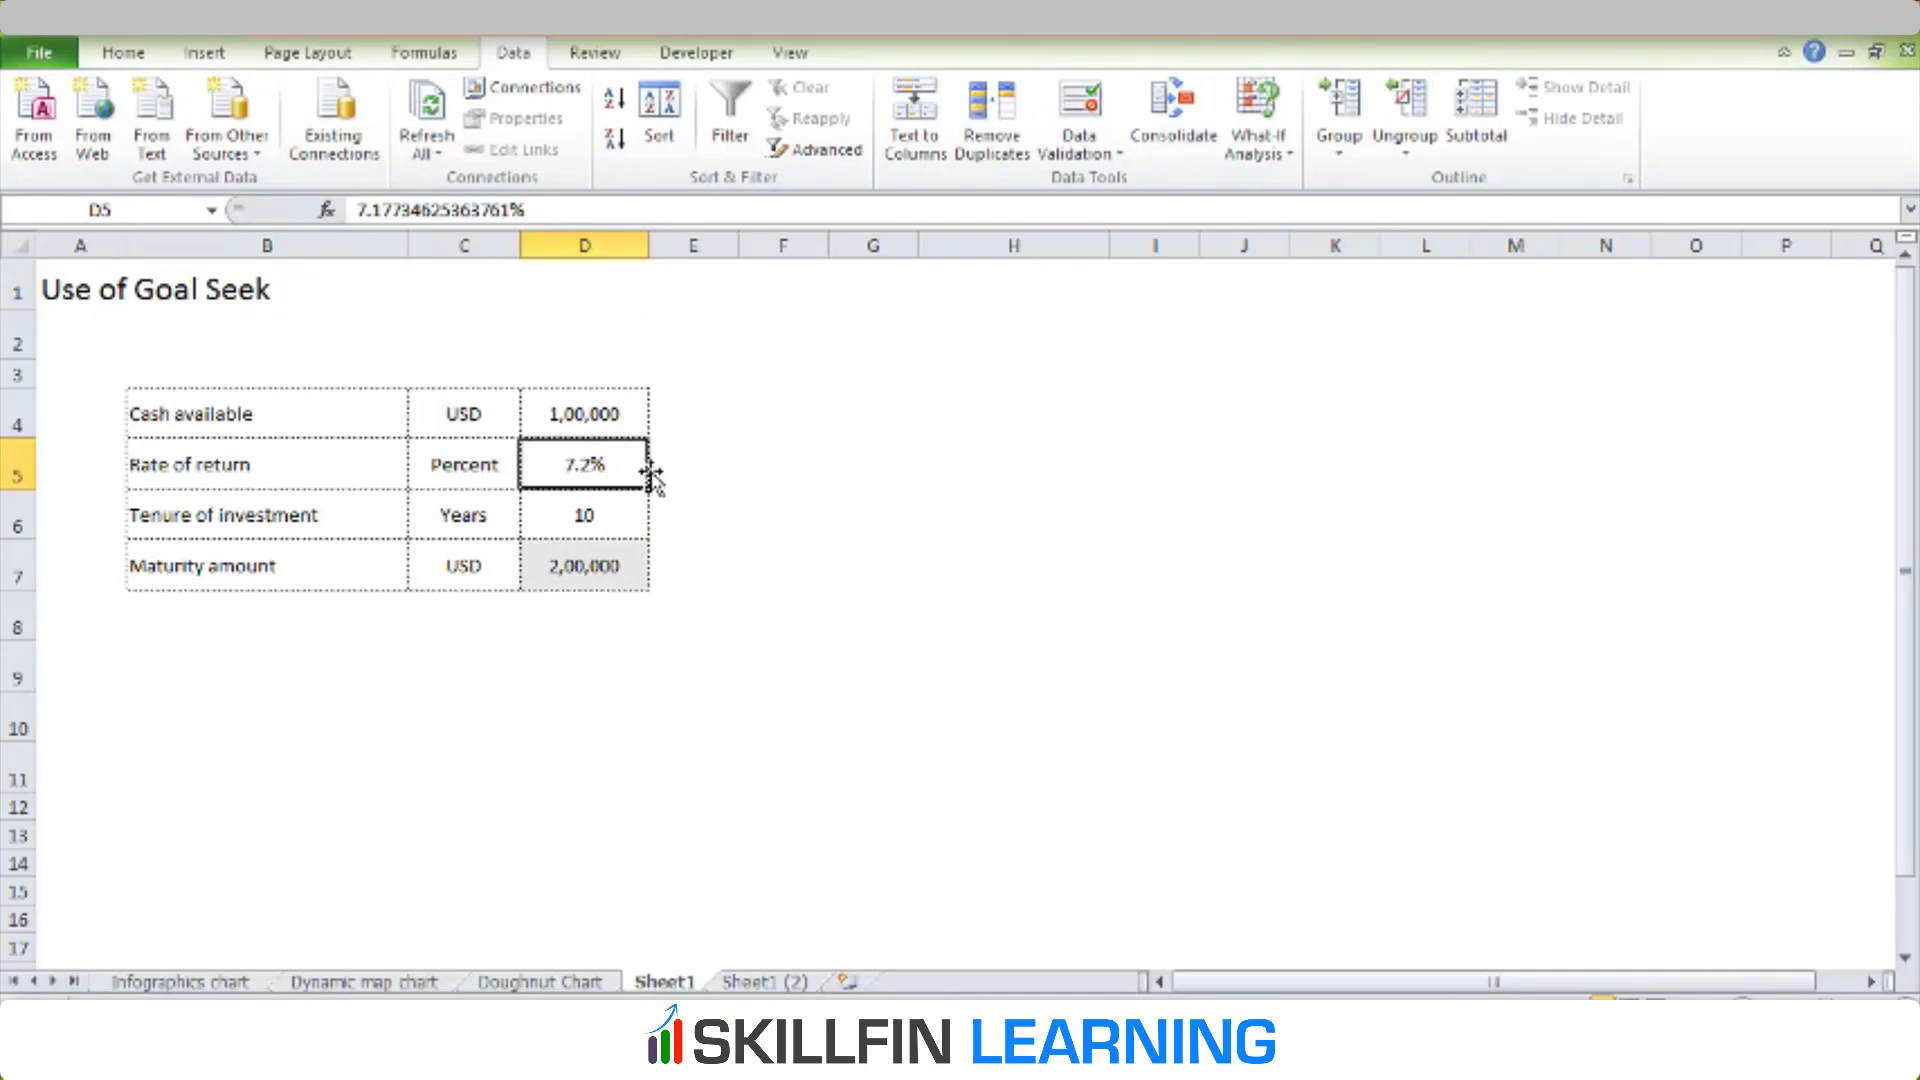 File Home Insert Page Layout Formulas Data Review Developer View
From Access From Web From Text From Other Sources Existing Connections Refresh All Connections Properties Edit Links Sort Filter Clear Reapply Advanced Text to Columns Remove Duplicates Data Validation Consolidate What-If Analysis Group Ungroup Subtotal Show Detail Hide Detail
Get External Data Connections Sort & Filter Data Tools Outline
D5 fx 7.17734625363761%
A B C D E F G H I J K L M N O P Q
1 Use of Goal Seek
2
3
4 Cash available USD 1,00,000
5 Rate of return Percent 7.2%
6 Tenure of investment Years 10
7 Maturity amount USD 2,00,000
8
9
10
11
12
13
14
15
16
17
Infographics chart Dynamic map chart Doughnut Chart Sheet1 Sheet1 (2)
SKILLFIN LEARNING